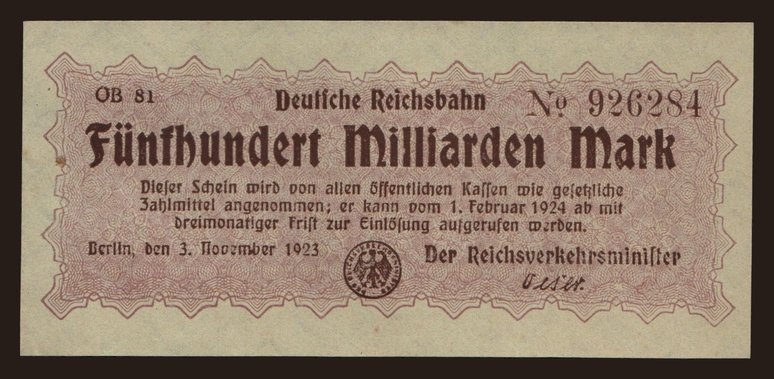 OB 81
Deutsche Reichsbahn
No 926284
Fünfhundert Milliarden Mark
Dieser Schein wird von allen öffentlichen Kassen wie gesetzliche
Zahlmittel angenommen; er kann vom 1. Februar 1924 ab mit
dreimonatiger Frist zur Einlösung aufgerufen werden.
Berlin, den 3. November 1923
Der Reichsverkehrsminister
Oeser.